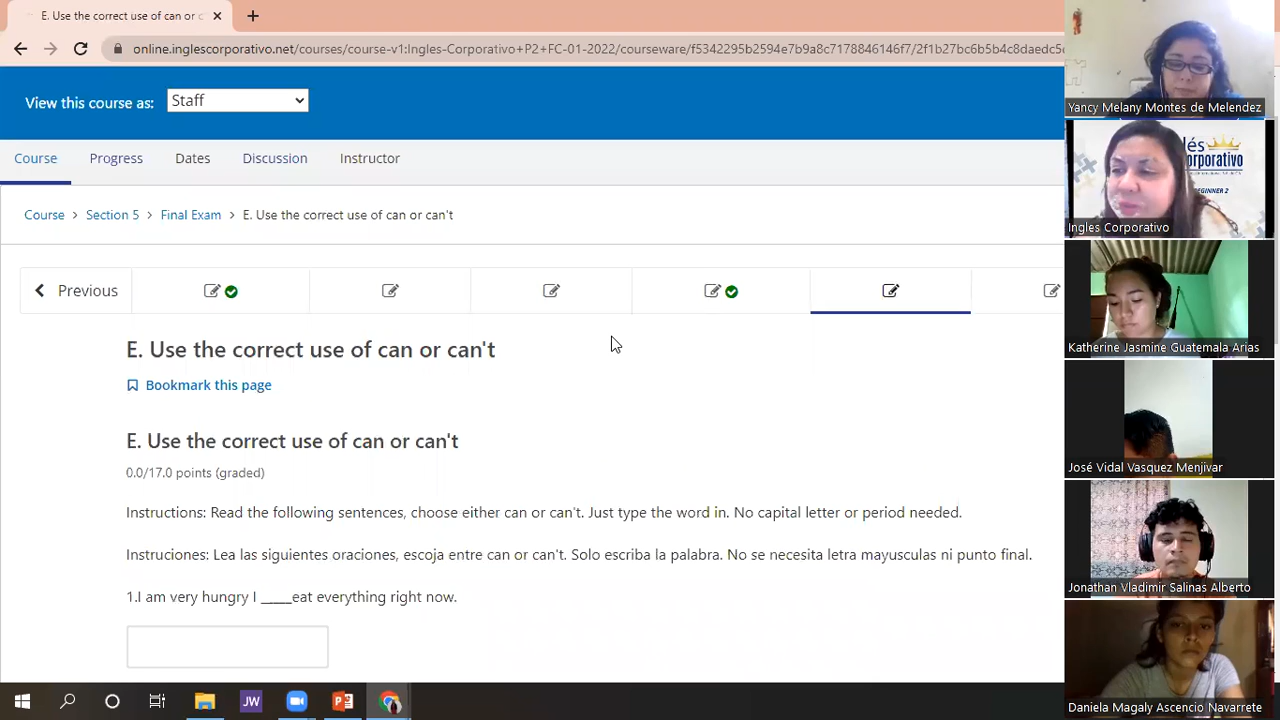 E. Use the correct use of can or c
online.inglescorporativo.net/courses/course-v1:Ingles-Corporativo+P2+FC-01-2022/courseware/f5342295b2594e7b9a8c7178846146f7/2f1b27bc6b5b4c8daedc5c
View this course as:
Staff
Course
Progress
Dates
Discussion
Instructor
Course > Section 5 > Final Exam > E. Use the correct use of can or can't
Previous
E. Use the correct use of can or can't
Bookmark this page
E. Use the correct use of can or can't
0.0/17.0 points (graded)
Instructions: Read the following sentences, choose either can or can't. Just type the word in. No capital letter or period needed.
Instruciones: Lea las siguientes oraciones, escoja entre can or can't. Solo escriba la palabra. No se necesita letra mayusculas ni punto final.
1.I am very hungry I ____eat everything right now.
JW
Yancy Melany Montes de Melendez
lés
orporativo
BEGINNER 2
Ingles Corporativo
Katherine Jasmine Guatemala Arias
José Vidal Vasquez Menjivar
Jonathan Vladimir Salinas Alberto
Daniela Magaly Ascencio Navarrete